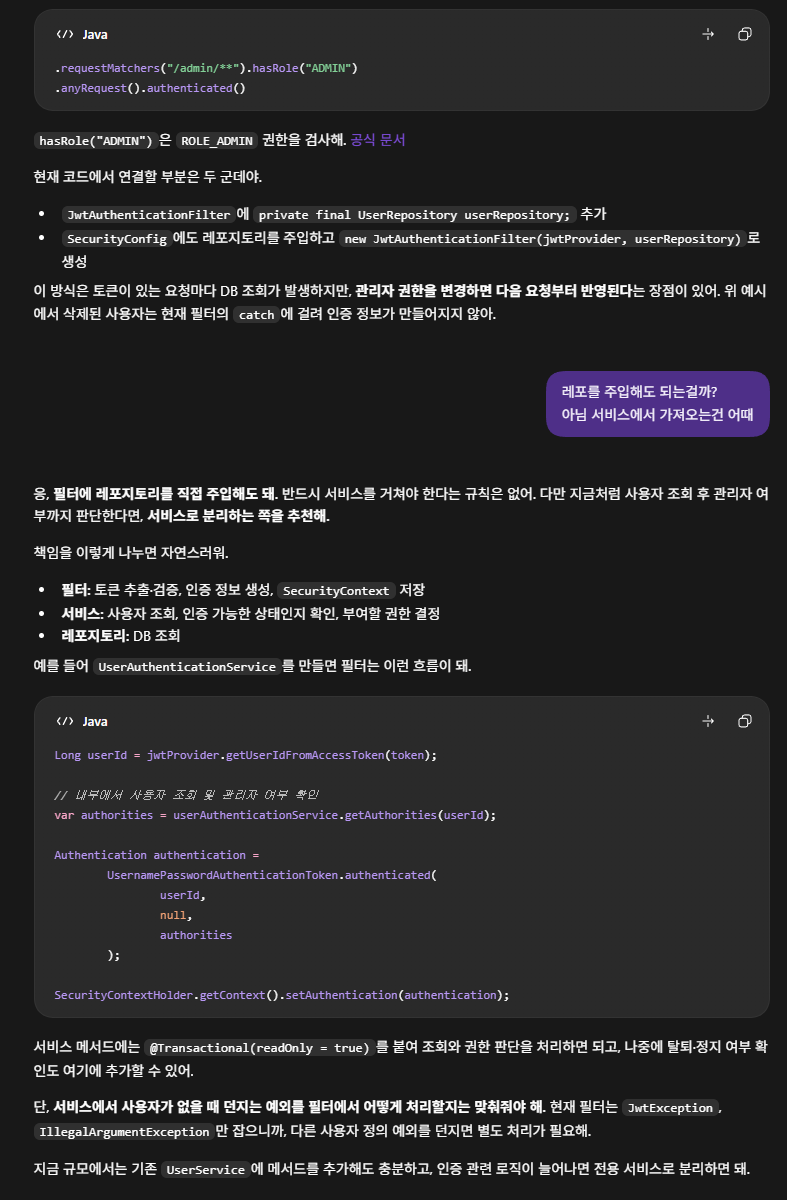 </> Java
.requestMatchers("/admin/**").hasRole("ADMIN")
.anyRequest().authenticated()
hasRole("ADMIN") 은 ROLE_ADMIN 권한을 검사해. 공식 문서
현재 코드에서 연결할 부분은 두 군데야.
• JwtAuthenticationFilter 에 private final UserRepository userRepository; 추가
• SecurityConfig 에도 레포지토리를 주입하고 new JwtAuthenticationFilter(jwtProvider, userRepository) 로
생성
이 방식은 토큰이 있는 요청마다 DB 조회가 발생하지만, 관리자 권한을 변경하면 다음 요청부터 반영된다는 장점이 있어. 위 예시
에서 삭제된 사용자는 현재 필터의 catch 에 걸려 인증 정보가 만들어지지 않아.
레포를 주입해도 되는걸까?
아님 서비스에서 가져오는건 어때
응, 필터에 레포지토리를 직접 주입해도 돼. 반드시 서비스를 거쳐야 한다는 규칙은 없어. 다만 지금처럼 사용자 조회 후 관리자 여
부까지 판단한다면, 서비스로 분리하는 쪽을 추천해.
책임을 이렇게 나누면 자연스러워.
• 필터: 토큰 추출·검증, 인증 정보 생성, SecurityContext 저장
• 서비스: 사용자 조회, 인증 가능한 상태인지 확인, 부여할 권한 결정
• 레포지토리: DB 조회
예를 들어 UserAuthenticationService 를 만들면 필터는 이런 흐름이 돼.
</> Java
Long userId = jwtProvider.getUserIdFromAccessToken(token);
// 내부에서 사용자 조회 및 관리자 여부 확인
var authorities = userAuthenticationService.getAuthorities(userId);
Authentication authentication =
UsernamePasswordAuthenticationToken.authenticated(
userId,
null,
authorities
);
SecurityContextHolder.getContext().setAuthentication(authentication);
서비스 메서드에는 @Transactional(readOnly = true) 를 붙여 조회와 권한 판단을 처리하면 되고, 나중에 탈퇴·정지 여부 확
인도 여기에 추가할 수 있어.
단, 서비스에서 사용자가 없을 때 던지는 예외를 필터에서 어떻게 처리할지는 맞춰줘야 해. 현재 필터는 JwtException ,
IllegalArgumentException 만 잡으니까, 다른 사용자 정의 예외를 던지면 별도 처리가 필요해.
지금 규모에서는 기존 UserService 에 메서드를 추가해도 충분하고, 인증 관련 로직이 늘어나면 전용 서비스로 분리하면 돼.